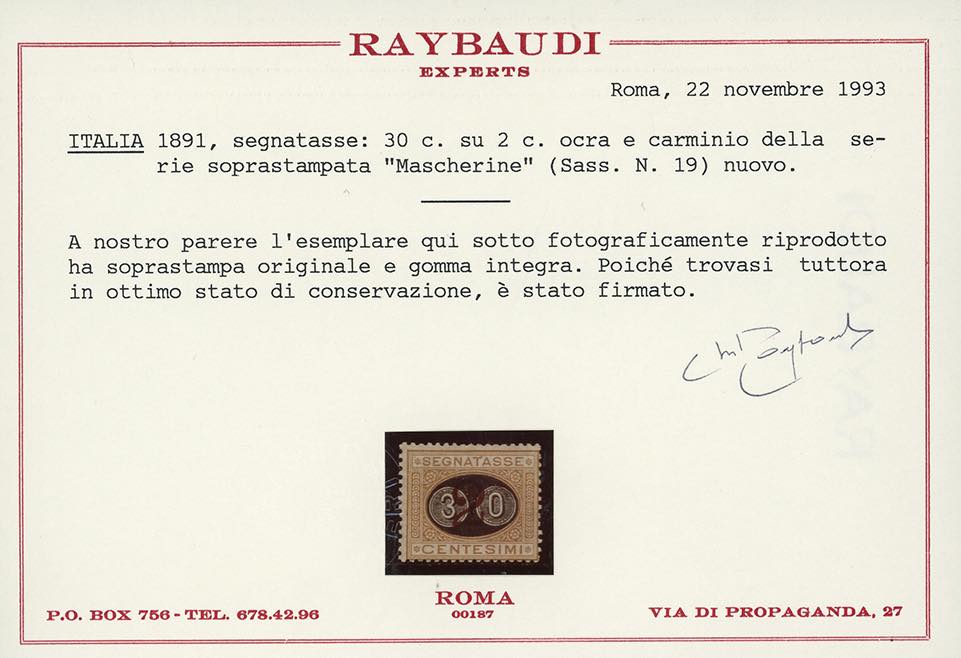 RAYBAUDI
EXPERTS
Roma, 22 novembre 1993
ITALIA 1891, segnatasse: 30 c. su 2 c. ocra e carminio della se-
rie soprastampata "Mascherine" (Sass. N. 19) nuovo.
A nostro parere l'esemplare qui sotto fotograficamente riprodotto
ha soprastampa originale e gomma integra. Poiché trovasi tuttora
in ottimo stato di conservazione, è stato firmato.
SEGNATASSE
30
CENTESIMI
ROMA
00187
P.O. BOX 756 - TEL. 678.42.96
VIA DI PROPAGANDA, 27